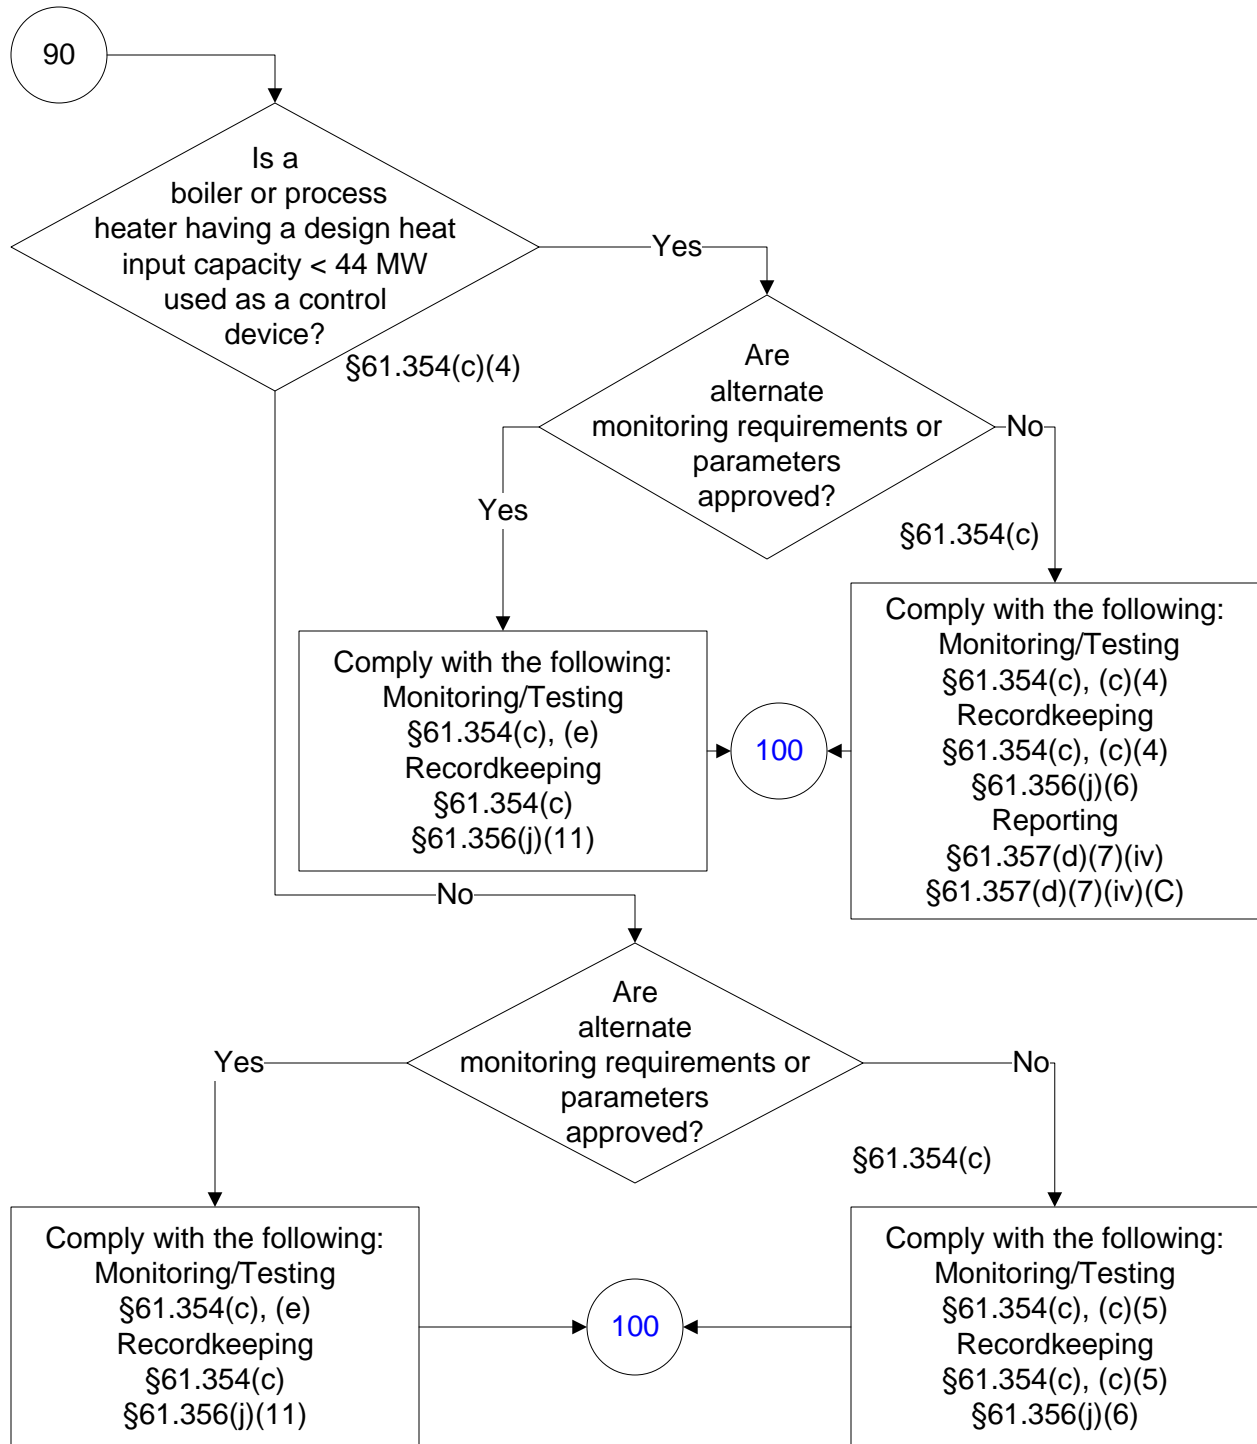 90
Is a
boiler or process
heater having a design heat
input capacity < 44 MW
used as a control
device?
§61.354(c)(4)
Yes
Are
alternate
monitoring requirements or
parameters
approved?
No
Yes
§61.354(c)
Comply with the following:
Monitoring/Testing
§61.354(c), (e)
Recordkeeping
§61.354(c)
§61.356(j)(11)
100
Comply with the following:
Monitoring/Testing
§61.354(c), (c)(4)
Recordkeeping
§61.354(c), (c)(4)
§61.356(j)(6)
Reporting
§61.357(d)(7)(iv)
§61.357(d)(7)(iv)(C)
No
Are
alternate
monitoring requirements or
parameters
approved?
Yes
No
§61.354(c)
Comply with the following:
Monitoring/Testing
§61.354(c), (e)
Recordkeeping
§61.354(c)
§61.356(j)(11)
100
Comply with the following:
Monitoring/Testing
§61.354(c), (c)(5)
Recordkeeping
§61.354(c), (c)(5)
§61.356(j)(6)